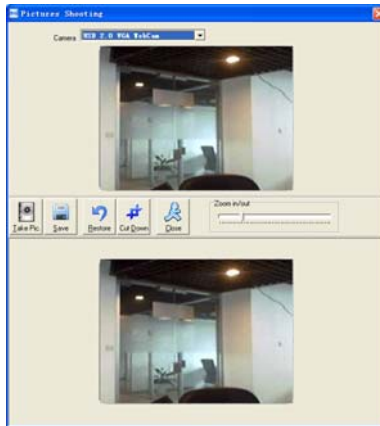 Pictures Shooting
Camera USB 2.0 VGA WebCam
Zoom in/out
Take Pic Save Restore Cut Down Close